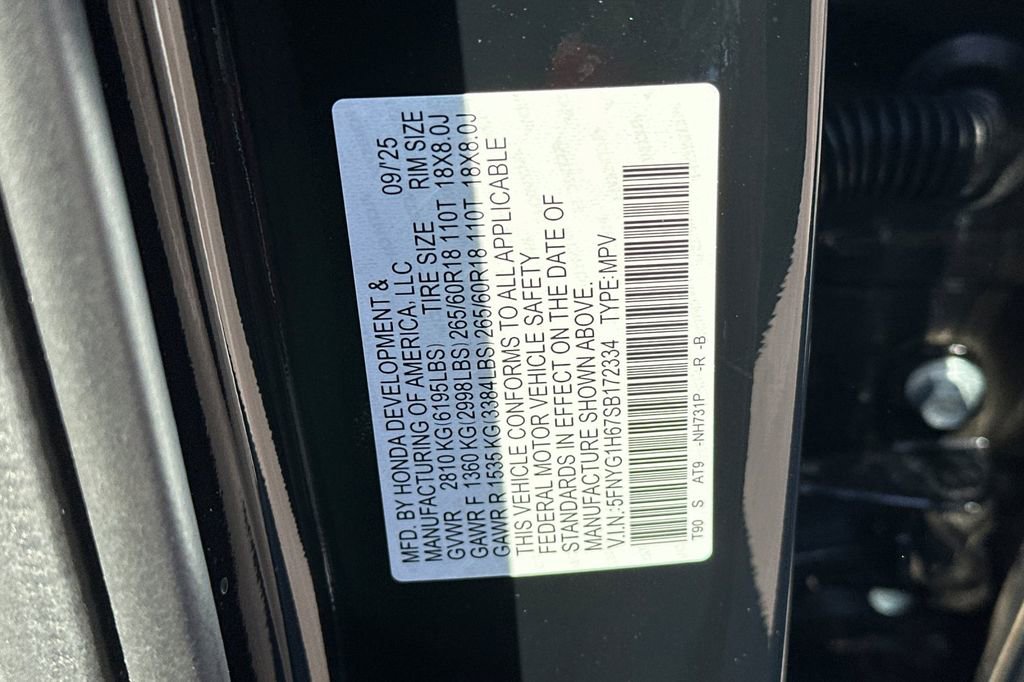 MFD. BY HONDA DEVELOPMENT &
MANUFACTURING OF AMERICA, LLC 09/'25
GVWR 2810 KG(6195LBS) TIRE SIZE RIM SIZE
GAWR F 1360 KG(2998LBS) 265/60R18 110T 18X8.0J
GAWR R 1535KG(3384LBS) 265/60R18 110T 18X8.0J
THIS VEHICLE CONFORMS TO ALL APPLICABLE
FEDERAL MOTOR VEHICLE SAFETY
STANDARDS IN EFFECT ON THE DATE OF
MANUFACTURE SHOWN ABOVE.
V.I.N.:5FNYG1H67SB172334 TYPE:MPV
T90 S AT9 -NH731P -R -B